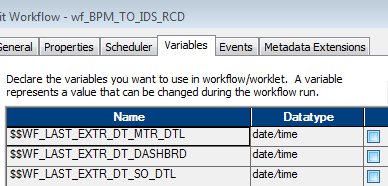 it Workflow - wf_BPM_TO_IDS_RCD
General Properties Scheduler Variables Events Metadata Extensions
Declare the variables you want to use in workflow/worklet. A variable
represents a value that can be changed during the workflow run.
Name Datatype
$$WF_LAST_EXTR_DT_MTR_DTL date/time
$$WF_LAST_EXTR_DT_DASHBRD date/time
$$WF_LAST_EXTR_DT_SO_DTL date/time